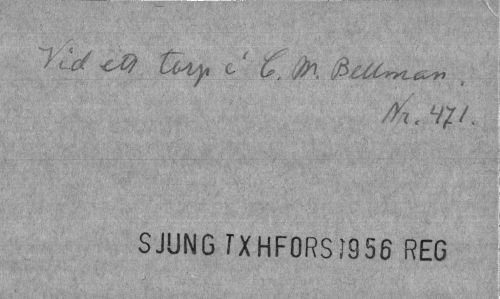 Vid ett torp i C. M. Bellman.
Nr. 471.
SJUNG TXHFORS 1956 REG